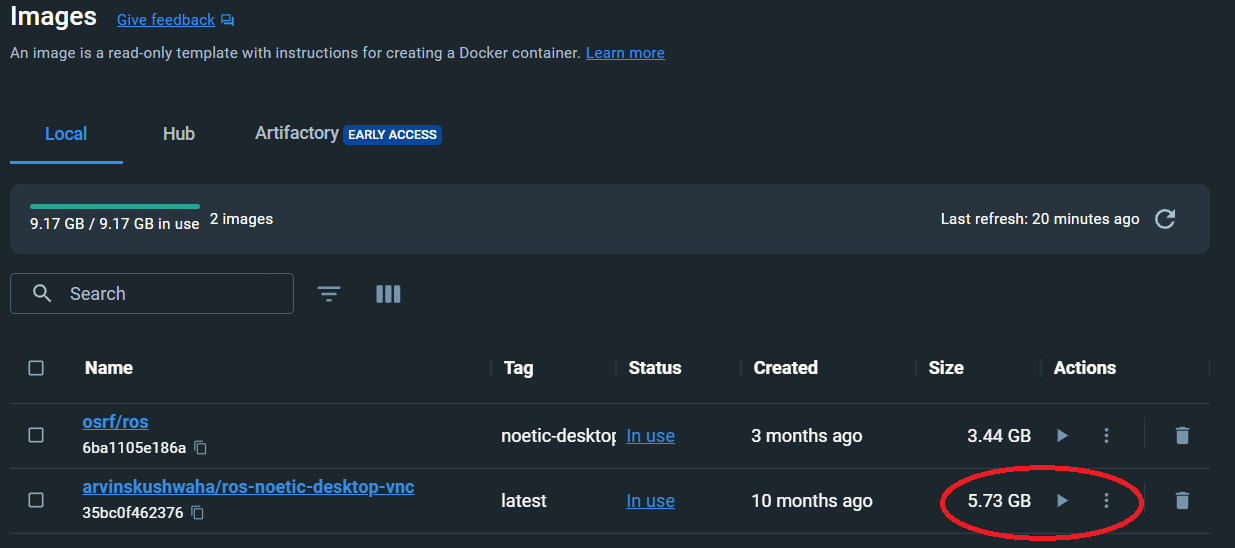 Images Give feedback
An image is a read-only template with instructions for creating a Docker container. Learn more
Local Hub Artifactory EARLY ACCESS
9.17 GB / 9.17 GB in use 2 images Last refresh: 20 minutes ago
Search
Name Tag Status Created Size Actions
osrf/ros
noetic-desktop In use 3 months ago 3.44 GB
6ba1105e186a
arvinskushwaha/ros-noetic-desktop-vnc
latest In use 10 months ago 5.73 GB
35bc0f462376